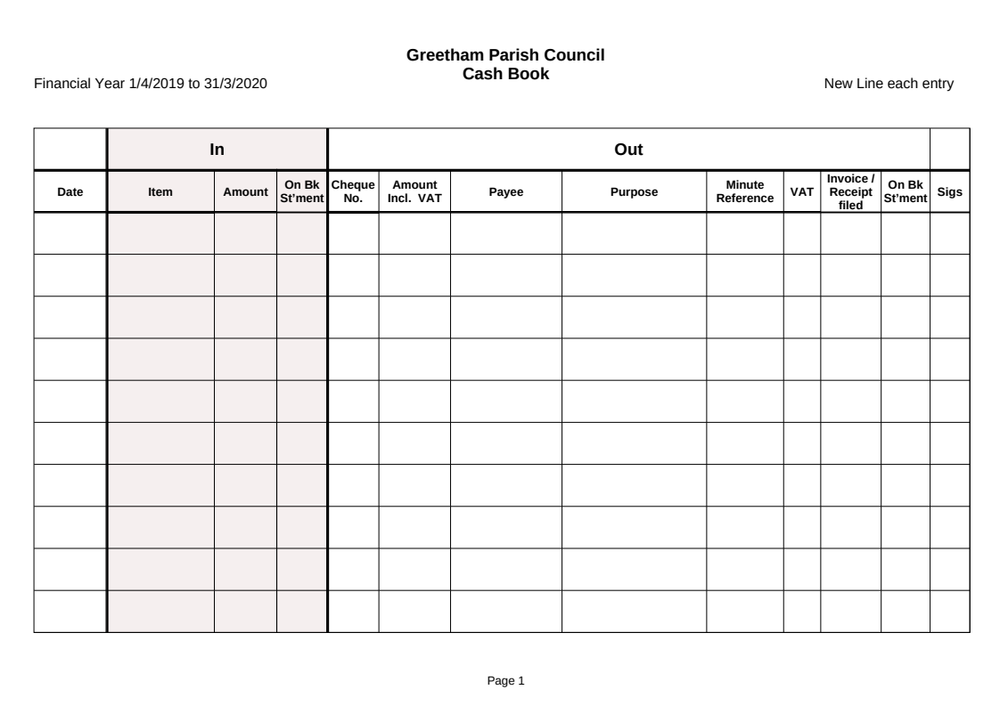 Greetham Parish Council
Cash Book
Financial Year 1/4/2019 to 31/3/2020
New Line each entry
In
Out
Date
Item
Amount
On Bk
St’ment
Cheque
No.
Amount
Incl. VAT
Payee
Purpose
Minute
Reference
VAT
Invoice /
Receipt
filed
On Bk
St’ment
Sigs
Page 1